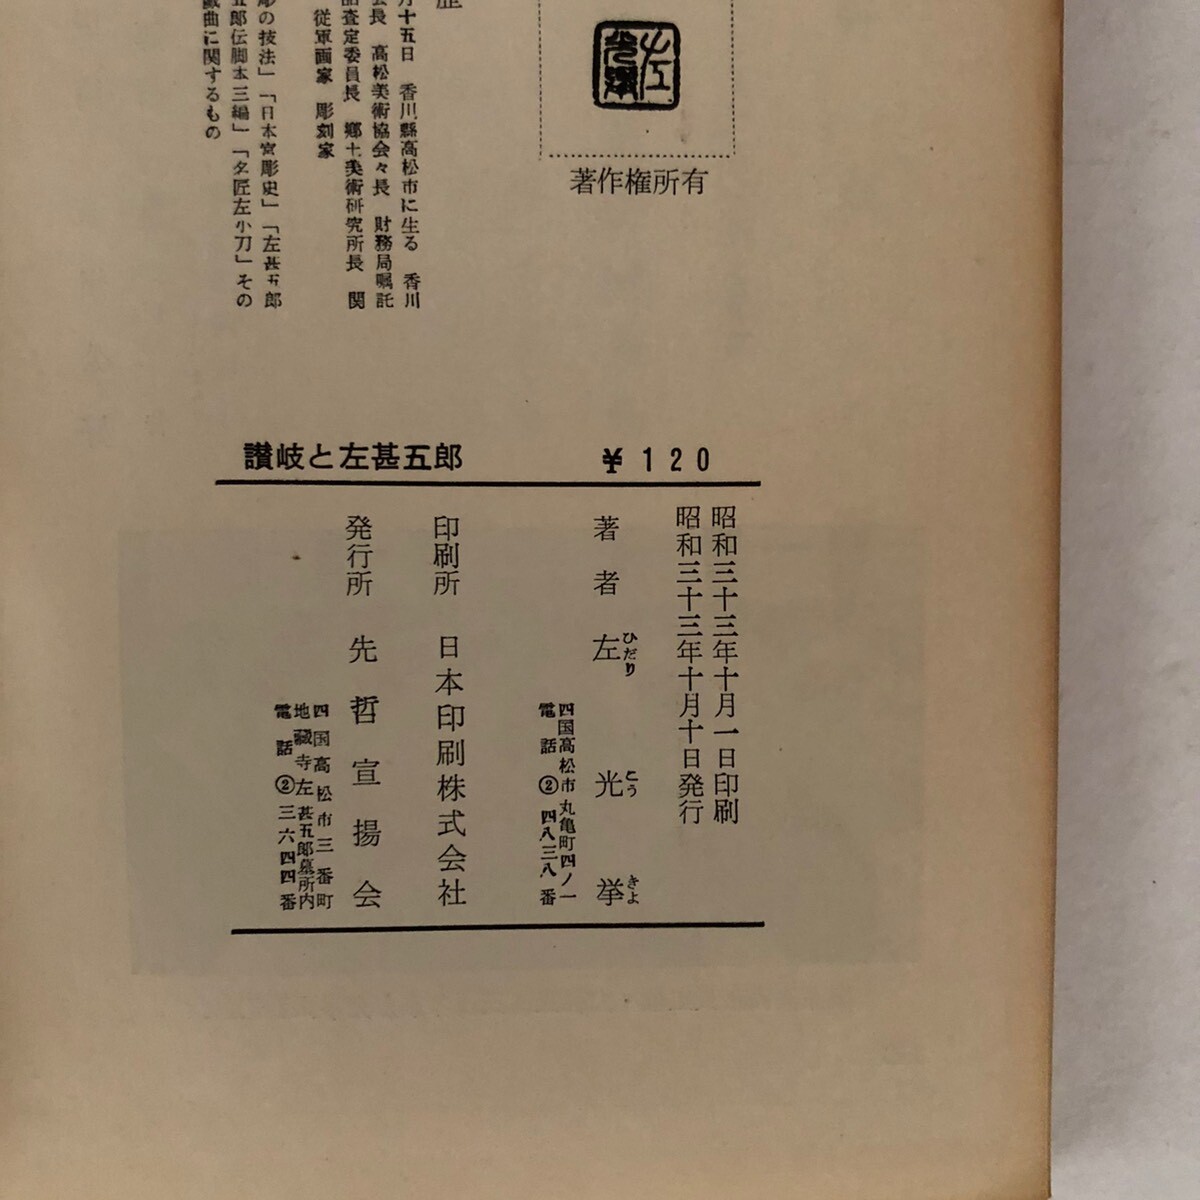 著作権所有
月十五日　香川縣高松市に生る　香川
会長　高松美術協会々長　財務局嘱託
査定委員長　郷土美術研究所長　関
従軍画家　彫刻家
彫の技法」「日本宮彫史」「左甚五郎
五郎伝脚本三編」「名匠左小刀」その
戯曲に関するもの
讃岐と左甚五郎　¥120
昭和三十三年十月一日印刷
昭和三十三年十月十日発行
著者　左　光　挙
ひだり　こう　きよ
四国高松市丸亀町四ノ一
電話②四八三八番
印刷所　日本印刷株式会社
発行所　先哲宣揚会
四国高松市三番町
地蔵寺左甚五郎墓所内
電話②三六四四番